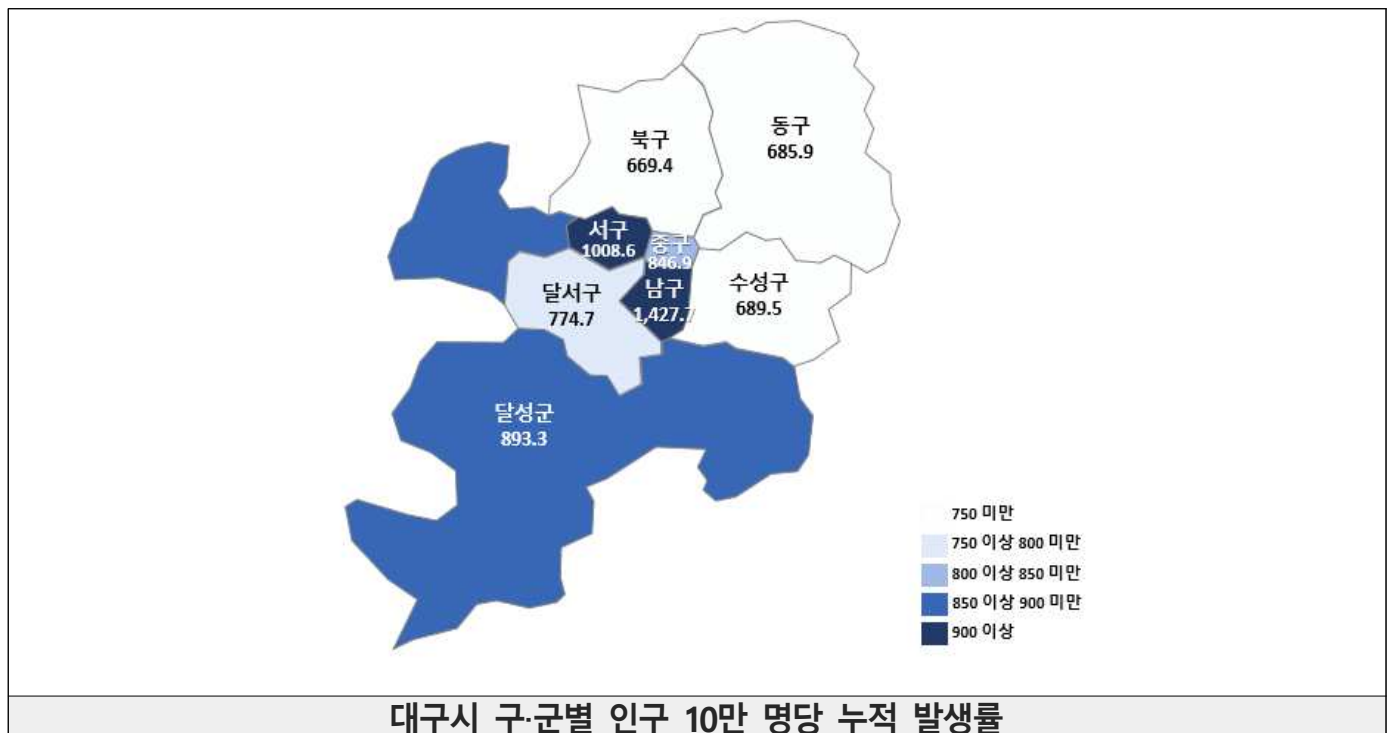 북구
669.4
동구
685.9
서구
1008.6
중구
846.9
달서구
774.7
남구
1,427.7
수성구
689.5
달성군
893.3
750 미만
750 이상 800 미만
800 이상 850 미만
850 이상 900 미만
900 이상
대구시 구·군별 인구 10만 명당 누적 발생률